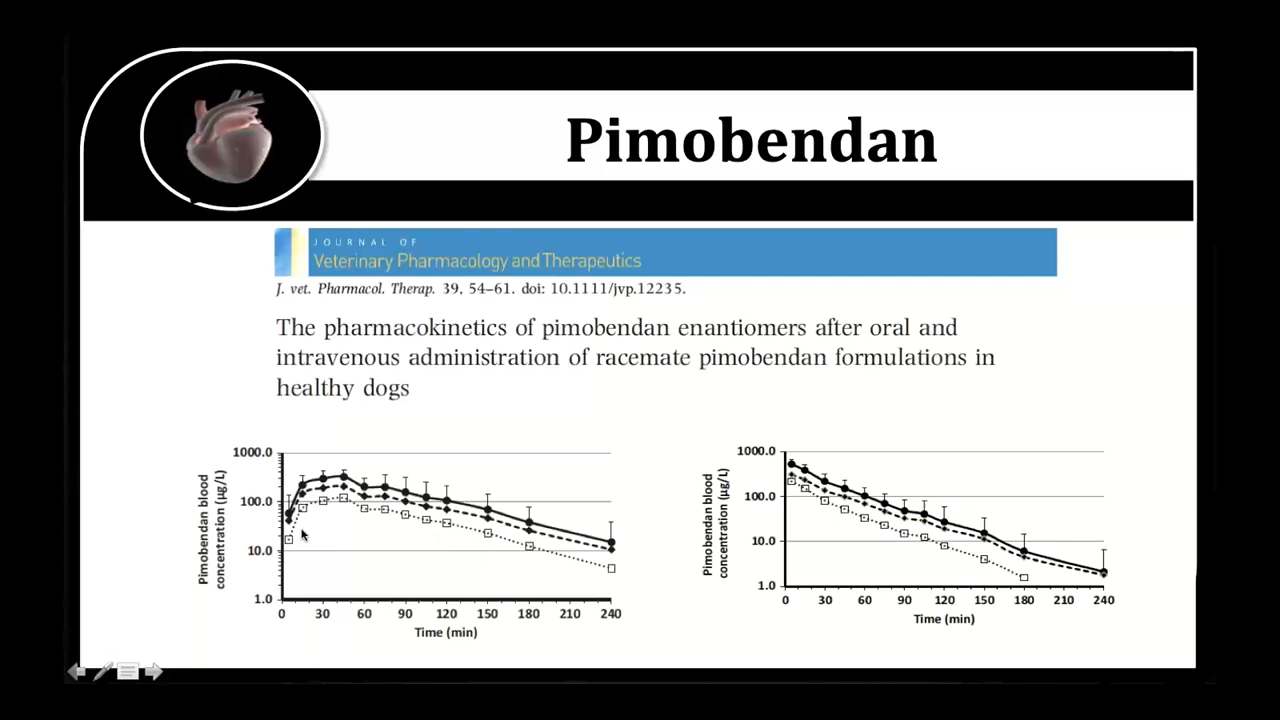 Pimobendan
JOURNAL OF
Veterinary Pharmacology and Therapeutics
J. vet. Pharmacol. Therap. 39, 54–61. doi: 10.1111/jvp.12235.
The pharmacokinetics of pimobendan enantiomers after oral and
intravenous administration of racemate pimobendan formulations in
healthy dogs
Pimobendan blood
concentration (µg/L)
1000.0
100.0
10.0
1.0
0 30 60 90 120 150 180 210 240
Time (min)
Pimobendan blood
concentration (µg/L)
1000.0
100.0
10.0
1.0
0 30 60 90 120 150 180 210 240
Time (min)